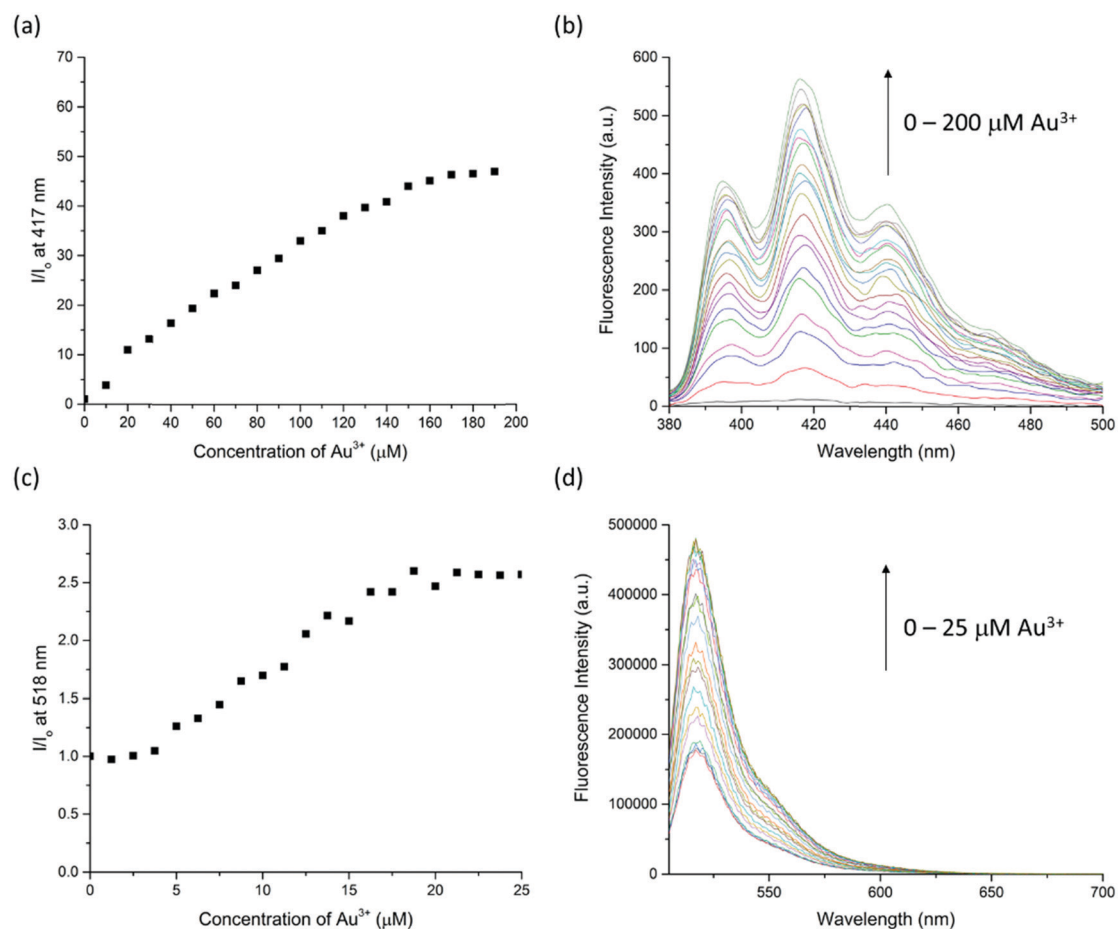 (a)
70
60
50
40
30
20
10
0
I/Iₒ at 417 nm
0 20 40 60 80 100 120 140 160 180 200
Concentration of Au³⁺ (μM)
(b)
600
500
400
300
200
100
0
Fluorescence Intensity (a.u.)
0 – 200 μM Au³⁺
380 400 420 440 460 480 500
Wavelength (nm)
(c)
3.0
2.5
2.0
1.5
1.0
0.5
0.0
I/Iₒ at 518 nm
0 5 10 15 20 25
Concentration of Au³⁺ (μM)
(d)
500000
400000
300000
200000
100000
0
Fluorescence Intensity (a.u.)
0 – 25 μM Au³⁺
550 600 650 700
Wavelength (nm)